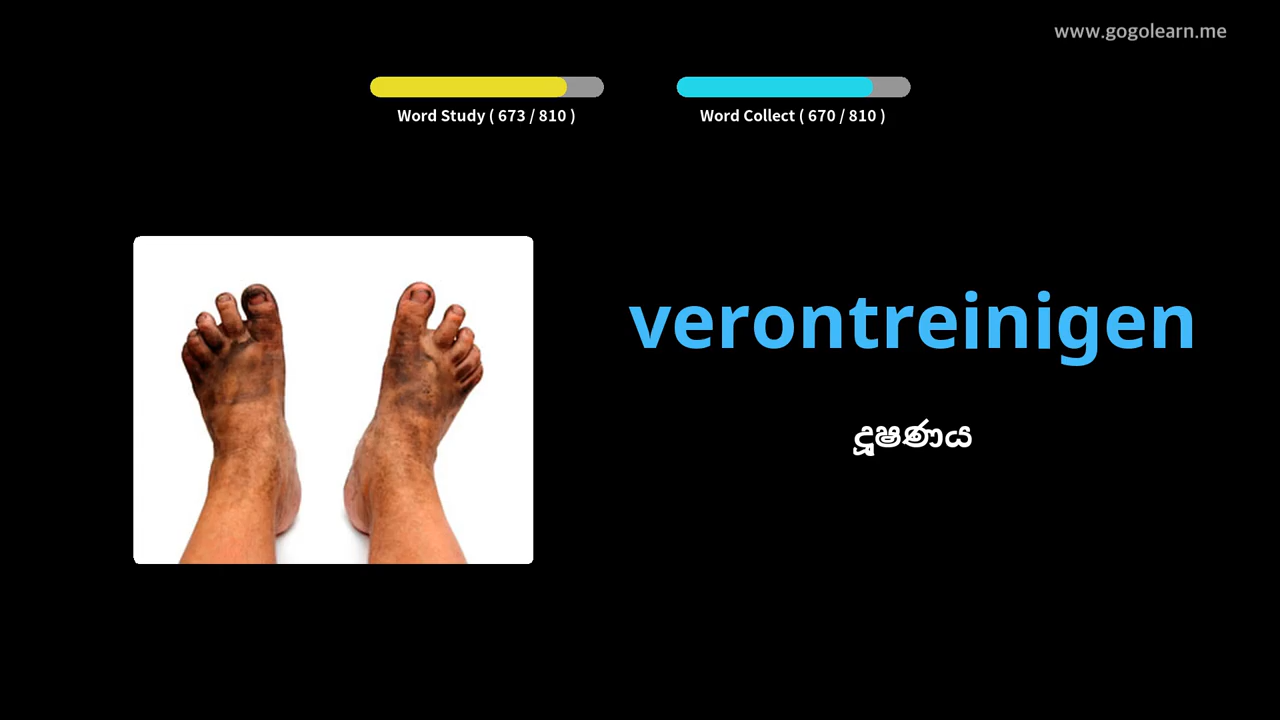 www.gogolearn.me
Word Study ( 673 / 810 )
Word Collect ( 670 / 810 )
verontreinigen
දූෂණය